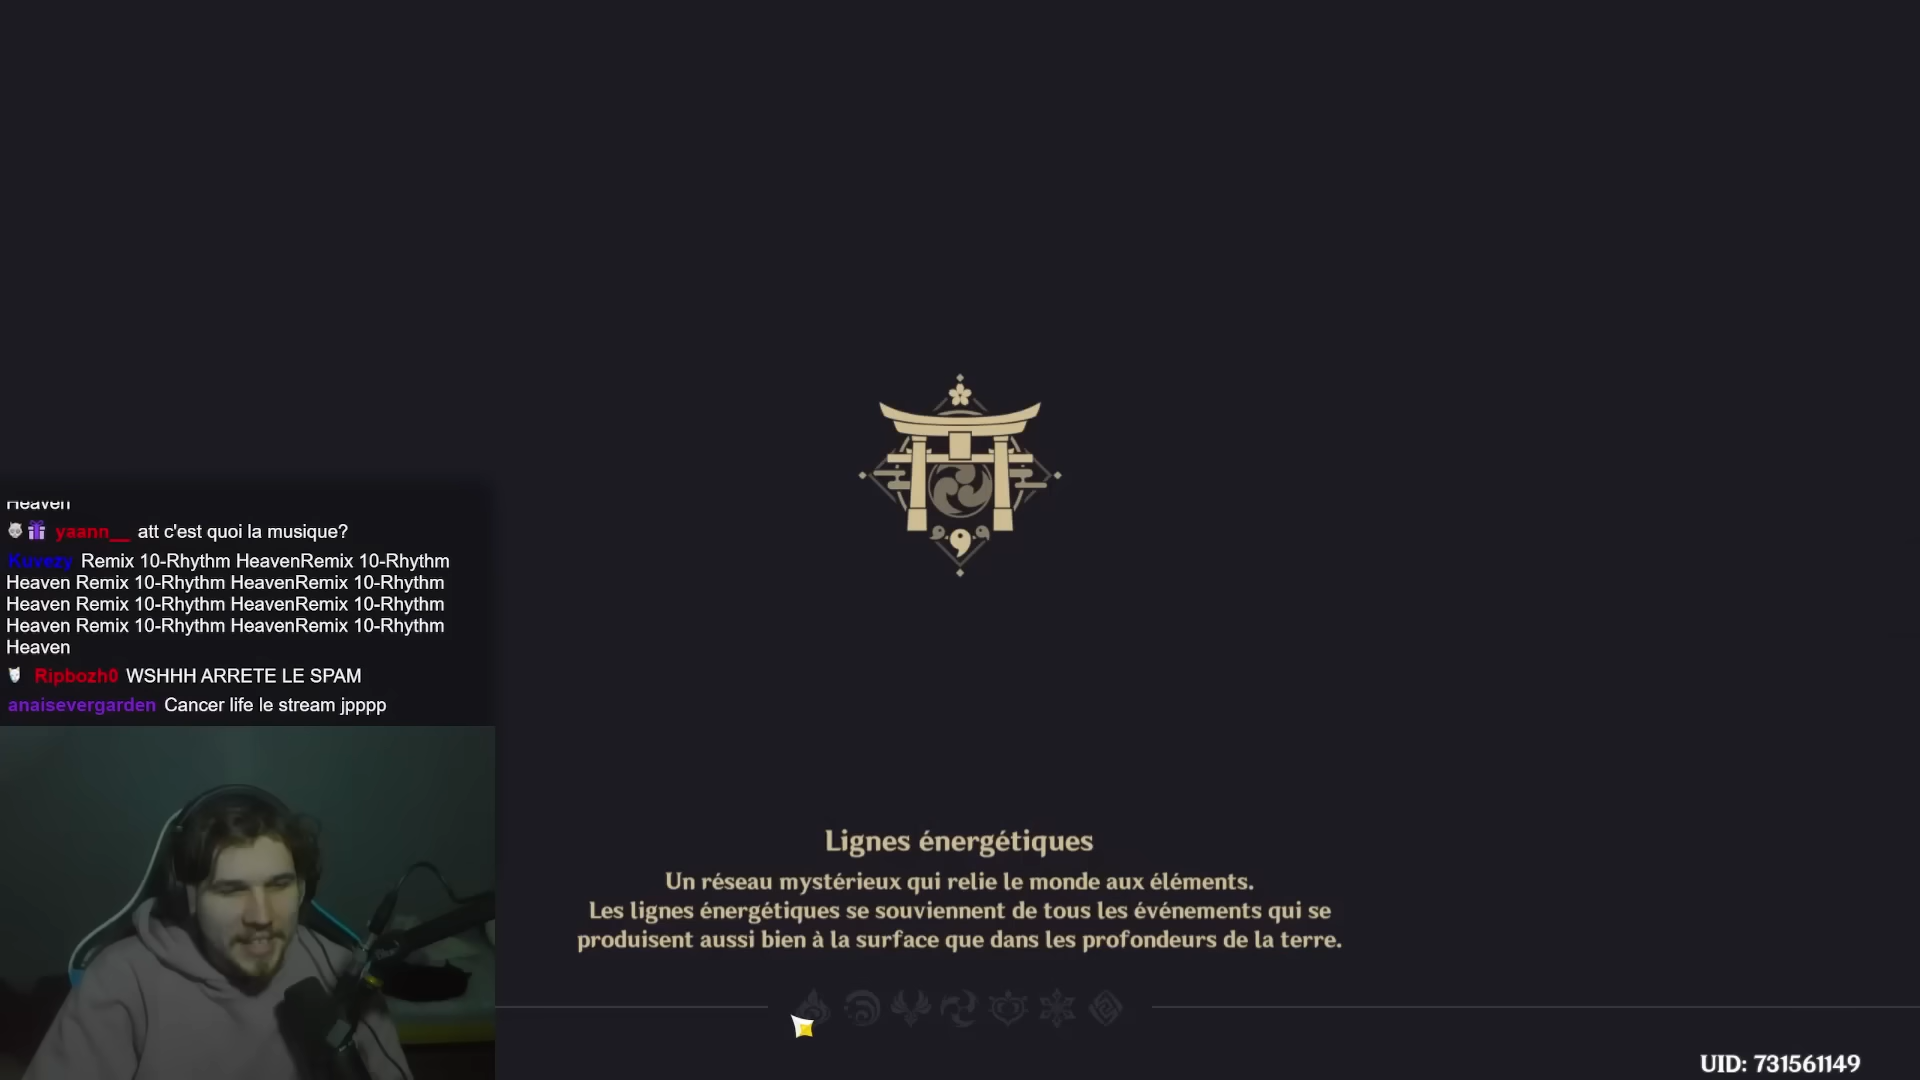 Heaven
yaann__ att c'est quoi la musique?
Kuvezy Remix 10-Rhythm HeavenRemix 10-Rhythm
Heaven Remix 10-Rhythm HeavenRemix 10-Rhythm
Heaven Remix 10-Rhythm HeavenRemix 10-Rhythm
Heaven Remix 10-Rhythm HeavenRemix 10-Rhythm
Heaven
Ripbozh0 WSHHH ARRETE LE SPAM
anaisevergarden Cancer life le stream jpppp
Lignes énergétiques
Un réseau mystérieux qui relie le monde aux éléments.
Les lignes énergétiques se souviennent de tous les événements qui se
produisent aussi bien à la surface que dans les profondeurs de la terre.
UID: 731561149